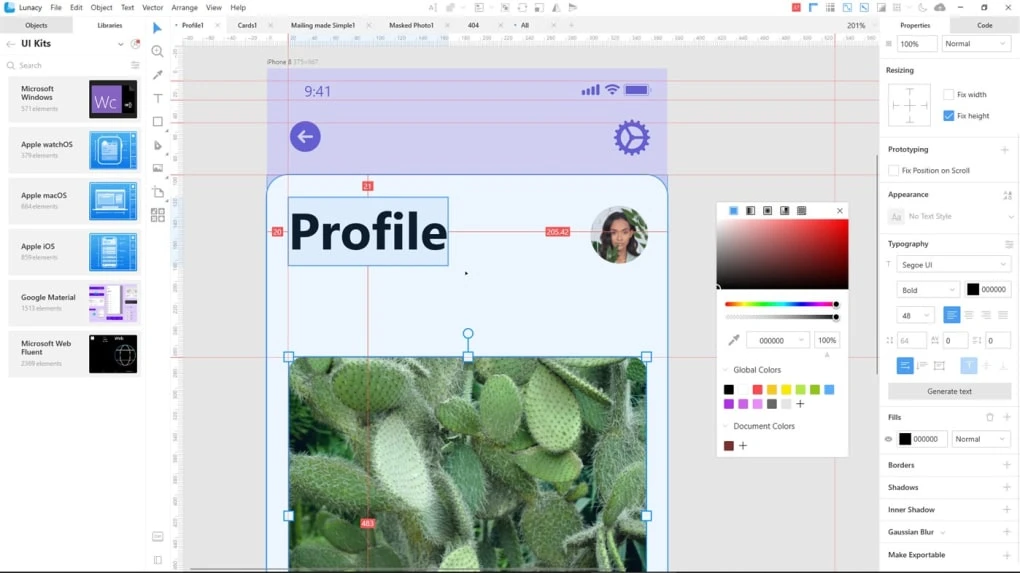 Lunacy File Edit Object Text Vector Arrange View Help
201%
Objects Libraries
Profile1 Cards1 Mailing made Simple1 Masked Photo1 404 All
Properties Code
UI Kits
Search
Microsoft
Windows
571 elements
Apple watchOS
379 elements
Apple macOS
664 elements
Apple iOS
859 elements
Google Material
1513 elements
Microsoft Web
Fluent
2369 elements
Wc
Web
iPhone 8 375x667
9:41
21
20
Profile
205.42
483
000000 100%
A
Global Colors
Document Colors
100% Normal
Resizing
Fix width
Fix height
Prototyping
Fix Position on Scroll
Appearance
Aa No Text Style
Typography
T Segoe UI
Bold 000000
48
64 0 0
Generate text
Fills
000000 Normal
Borders
Shadows
Inner Shadow
Gaussian Blur
Make Exportable